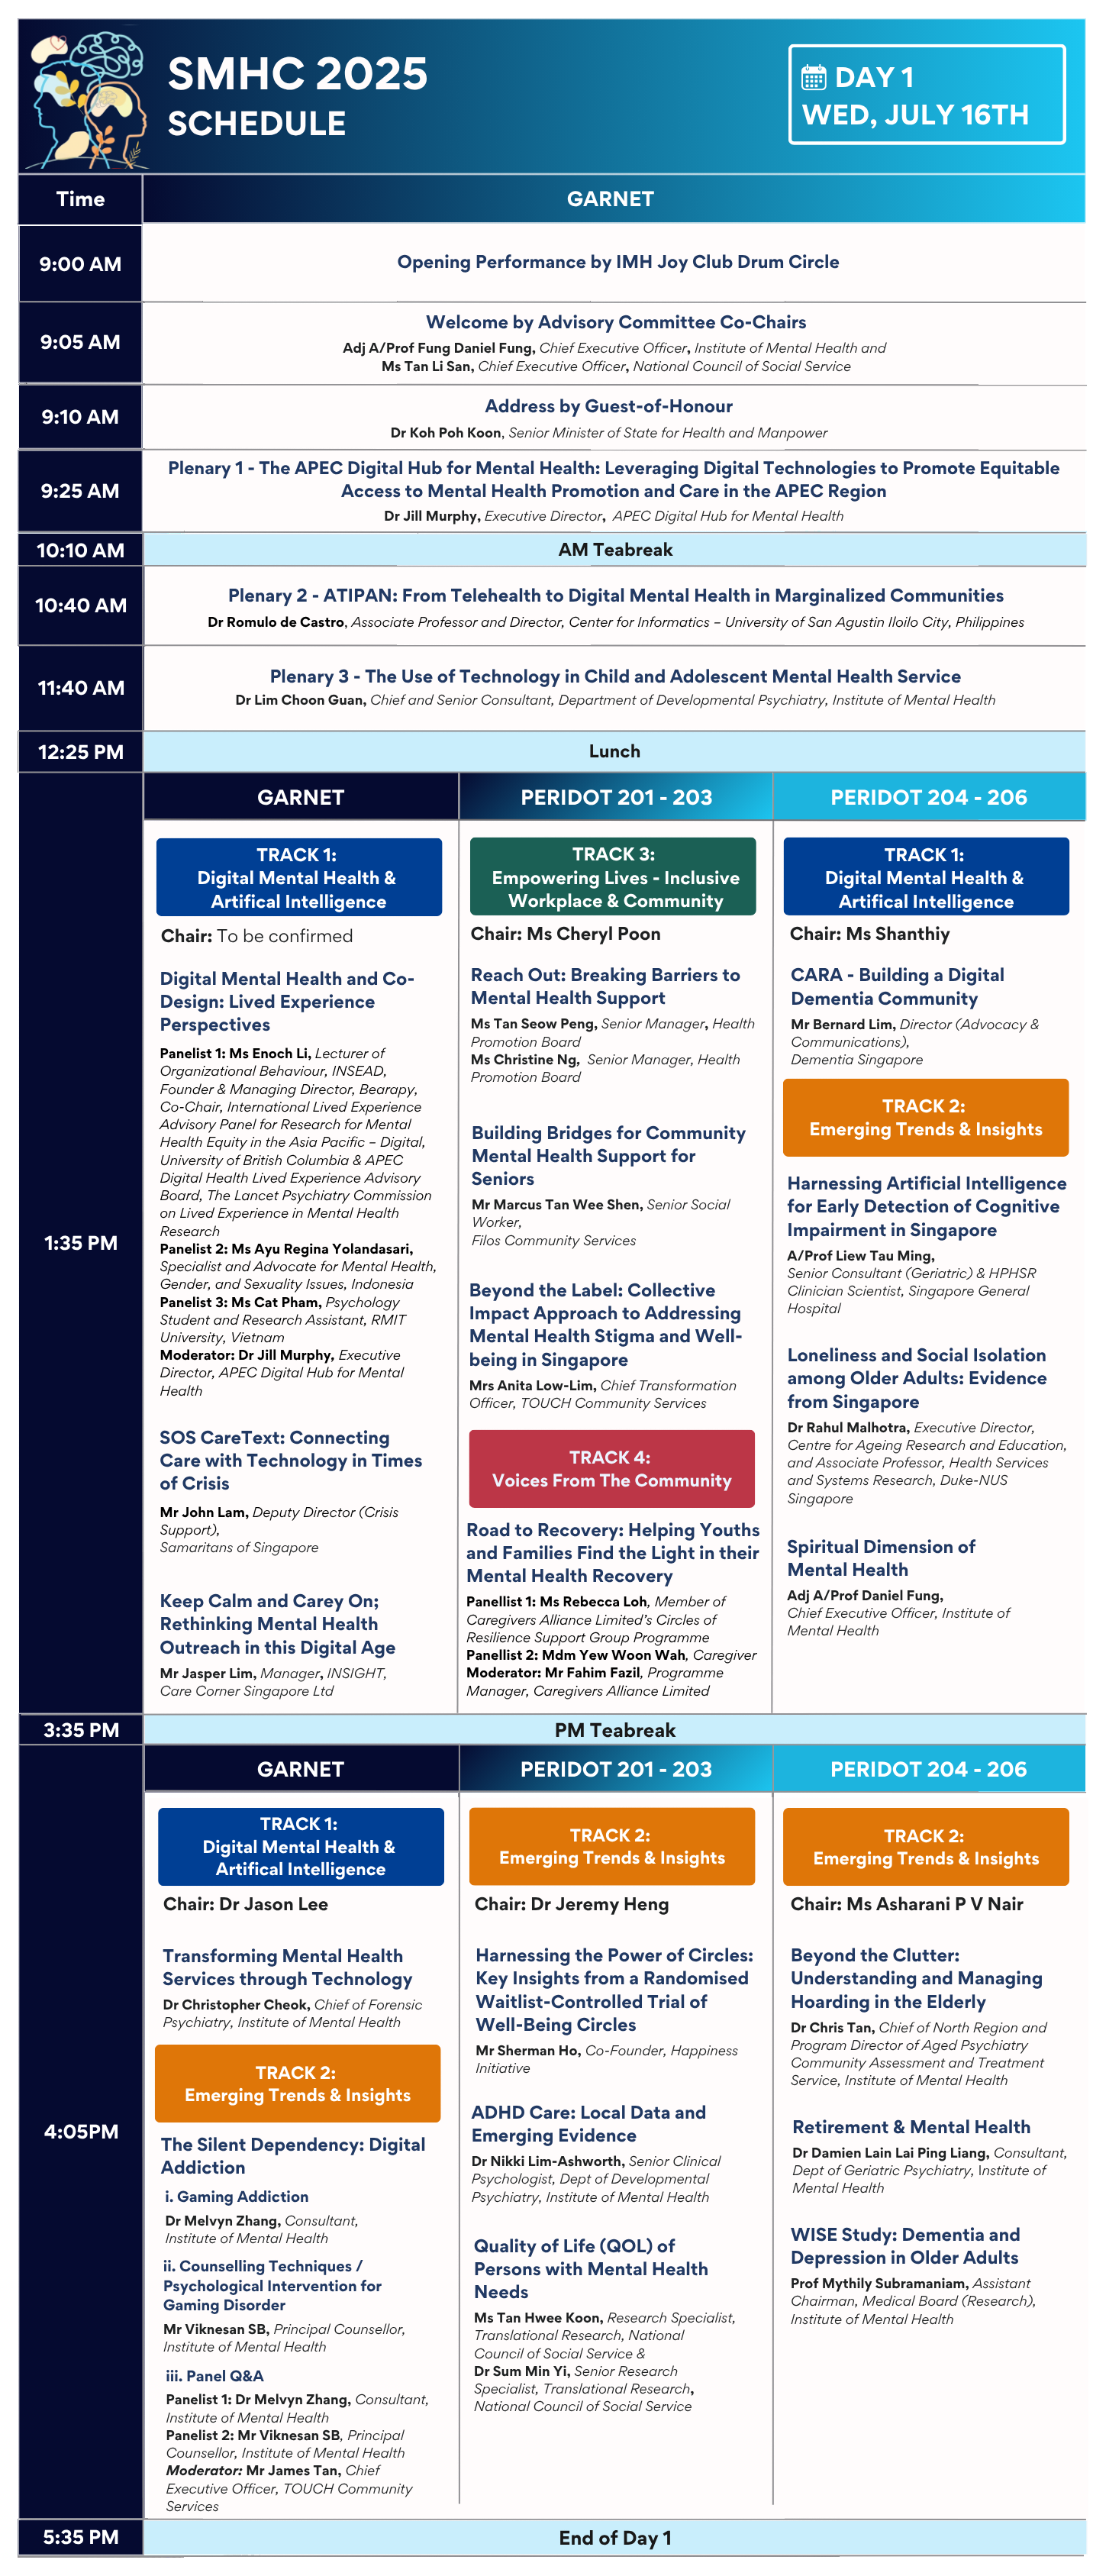 SMHC 2025
SCHEDULE
DAY 1
WED, JULY 16TH
Time
GARNET
9:00 AM
Opening Performance by IMH Joy Club Drum Circle
9:05 AM
Welcome by Advisory Committee Co-Chairs
Adj A/Prof Fung Daniel Fung, Chief Executive Officer, Institute of Mental Health and
Ms Tan Li San, Chief Executive Officer, National Council of Social Service
9:10 AM
Address by Guest-of-Honour
Dr Koh Poh Koon, Senior Minister of State for Health and Manpower
9:25 AM
Plenary 1 - The APEC Digital Hub for Mental Health: Leveraging Digital Technologies to Promote Equitable
Access to Mental Health Promotion and Care in the APEC Region
Dr Jill Murphy, Executive Director, APEC Digital Hub for Mental Health
10:10 AM
AM Teabreak
10:40 AM
Plenary 2 - ATIPAN: From Telehealth to Digital Mental Health in Marginalized Communities
Dr Romulo de Castro, Associate Professor and Director, Center for Informatics – University of San Agustin Iloilo City, Philippines
11:40 AM
Plenary 3 - The Use of Technology in Child and Adolescent Mental Health Service
Dr Lim Choon Guan, Chief and Senior Consultant, Department of Developmental Psychiatry, Institute of Mental Health
12:25 PM
Lunch
1:35 PM
GARNET
TRACK 1:
Digital Mental Health &
Artifical Intelligence
Chair: To be confirmed
Digital Mental Health and Co-
Design: Lived Experience
Perspectives
Panelist 1: Ms Enoch Li, Lecturer of
Organizational Behaviour, INSEAD,
Founder & Managing Director, Bearapy,
Co-Chair, International Lived Experience
Advisory Panel for Research for Mental
Health Equity in the Asia Pacific – Digital,
University of British Columbia & APEC
Digital Health Lived Experience Advisory
Board, The Lancet Psychiatry Commission
on Lived Experience in Mental Health
Research
Panelist 2: Ms Ayu Regina Yolandasari,
Specialist and Advocate for Mental Health,
Gender, and Sexuality Issues, Indonesia
Panelist 3: Ms Cat Pham, Psychology
Student and Research Assistant, RMIT
University, Vietnam
Moderator: Dr Jill Murphy, Executive
Director, APEC Digital Hub for Mental
Health
SOS CareText: Connecting
Care with Technology in Times
of Crisis
Mr John Lam, Deputy Director (Crisis
Support),
Samaritans of Singapore
Keep Calm and Carey On;
Rethinking Mental Health
Outreach in this Digital Age
Mr Jasper Lim, Manager, INSIGHT,
Care Corner Singapore Ltd
PERIDOT 201 - 203
TRACK 3:
Empowering Lives - Inclusive
Workplace & Community
Chair: Ms Cheryl Poon
Reach Out: Breaking Barriers to
Mental Health Support
Ms Tan Seow Peng, Senior Manager, Health
Promotion Board
Ms Christine Ng, Senior Manager, Health
Promotion Board
Building Bridges for Community
Mental Health Support for
Seniors
Mr Marcus Tan Wee Shen, Senior Social
Worker,
Filos Community Services
Beyond the Label: Collective
Impact Approach to Addressing
Mental Health Stigma and Well-
being in Singapore
Mrs Anita Low-Lim, Chief Transformation
Officer, TOUCH Community Services
TRACK 4:
Voices From The Community
Road to Recovery: Helping Youths
and Families Find the Light in their
Mental Health Recovery
Panellist 1: Ms Rebecca Loh, Member of
Caregivers Alliance Limited's Circles of
Resilience Support Group Programme
Panellist 2: Mdm Yew Woon Wah, Caregiver
Moderator: Mr Fahim Fazil, Programme
Manager, Caregivers Alliance Limited
PERIDOT 204 - 206
TRACK 1:
Digital Mental Health &
Artifical Intelligence
Chair: Ms Shanthiy
CARA - Building a Digital
Dementia Community
Mr Bernard Lim, Director (Advocacy &
Communications),
Dementia Singapore
TRACK 2:
Emerging Trends & Insights
Harnessing Artificial Intelligence
for Early Detection of Cognitive
Impairment in Singapore
A/Prof Liew Tau Ming,
Senior Consultant (Geriatric) & HPHSR
Clinician Scientist, Singapore General
Hospital
Loneliness and Social Isolation
among Older Adults: Evidence
from Singapore
Dr Rahul Malhotra, Executive Director,
Centre for Ageing Research and Education,
and Associate Professor, Health Services
and Systems Research, Duke-NUS
Singapore
Spiritual Dimension of
Mental Health
Adj A/Prof Daniel Fung,
Chief Executive Officer, Institute of
Mental Health
3:35 PM
PM Teabreak
4:05PM
GARNET
TRACK 1:
Digital Mental Health &
Artifical Intelligence
Chair: Dr Jason Lee
Transforming Mental Health
Services through Technology
Dr Christopher Cheok, Chief of Forensic
Psychiatry, Institute of Mental Health
TRACK 2:
Emerging Trends & Insights
The Silent Dependency: Digital
Addiction
i. Gaming Addiction
Dr Melvyn Zhang, Consultant,
Institute of Mental Health
ii. Counselling Techniques /
Psychological Intervention for
Gaming Disorder
Mr Viknesan SB, Principal Counsellor,
Institute of Mental Health
iii. Panel Q&A
Panelist 1: Dr Melvyn Zhang, Consultant,
Institute of Mental Health
Panelist 2: Mr Viknesan SB, Principal
Counsellor, Institute of Mental Health
Moderator: Mr James Tan, Chief
Executive Officer, TOUCH Community
Services
PERIDOT 201 - 203
TRACK 2:
Emerging Trends & Insights
Chair: Dr Jeremy Heng
Harnessing the Power of Circles:
Key Insights from a Randomised
Waitlist-Controlled Trial of
Well-Being Circles
Mr Sherman Ho, Co-Founder, Happiness
Initiative
ADHD Care: Local Data and
Emerging Evidence
Dr Nikki Lim-Ashworth, Senior Clinical
Psychologist, Dept of Developmental
Psychiatry, Institute of Mental Health
Quality of Life (QOL) of
Persons with Mental Health
Needs
Ms Tan Hwee Koon, Research Specialist,
Translational Research, National
Council of Social Service &
Dr Sum Min Yi, Senior Research
Specialist, Translational Research,
National Council of Social Service
PERIDOT 204 - 206
TRACK 2:
Emerging Trends & Insights
Chair: Ms Asharani P V Nair
Beyond the Clutter:
Understanding and Managing
Hoarding in the Elderly
Dr Chris Tan, Chief of North Region and
Program Director of Aged Psychiatry
Community Assessment and Treatment
Service, Institute of Mental Health
Retirement & Mental Health
Dr Damien Lain Lai Ping Liang, Consultant,
Dept of Geriatric Psychiatry, Institute of
Mental Health
WISE Study: Dementia and
Depression in Older Adults
Prof Mythily Subramaniam, Assistant
Chairman, Medical Board (Research),
Institute of Mental Health
5:35 PM
End of Day 1